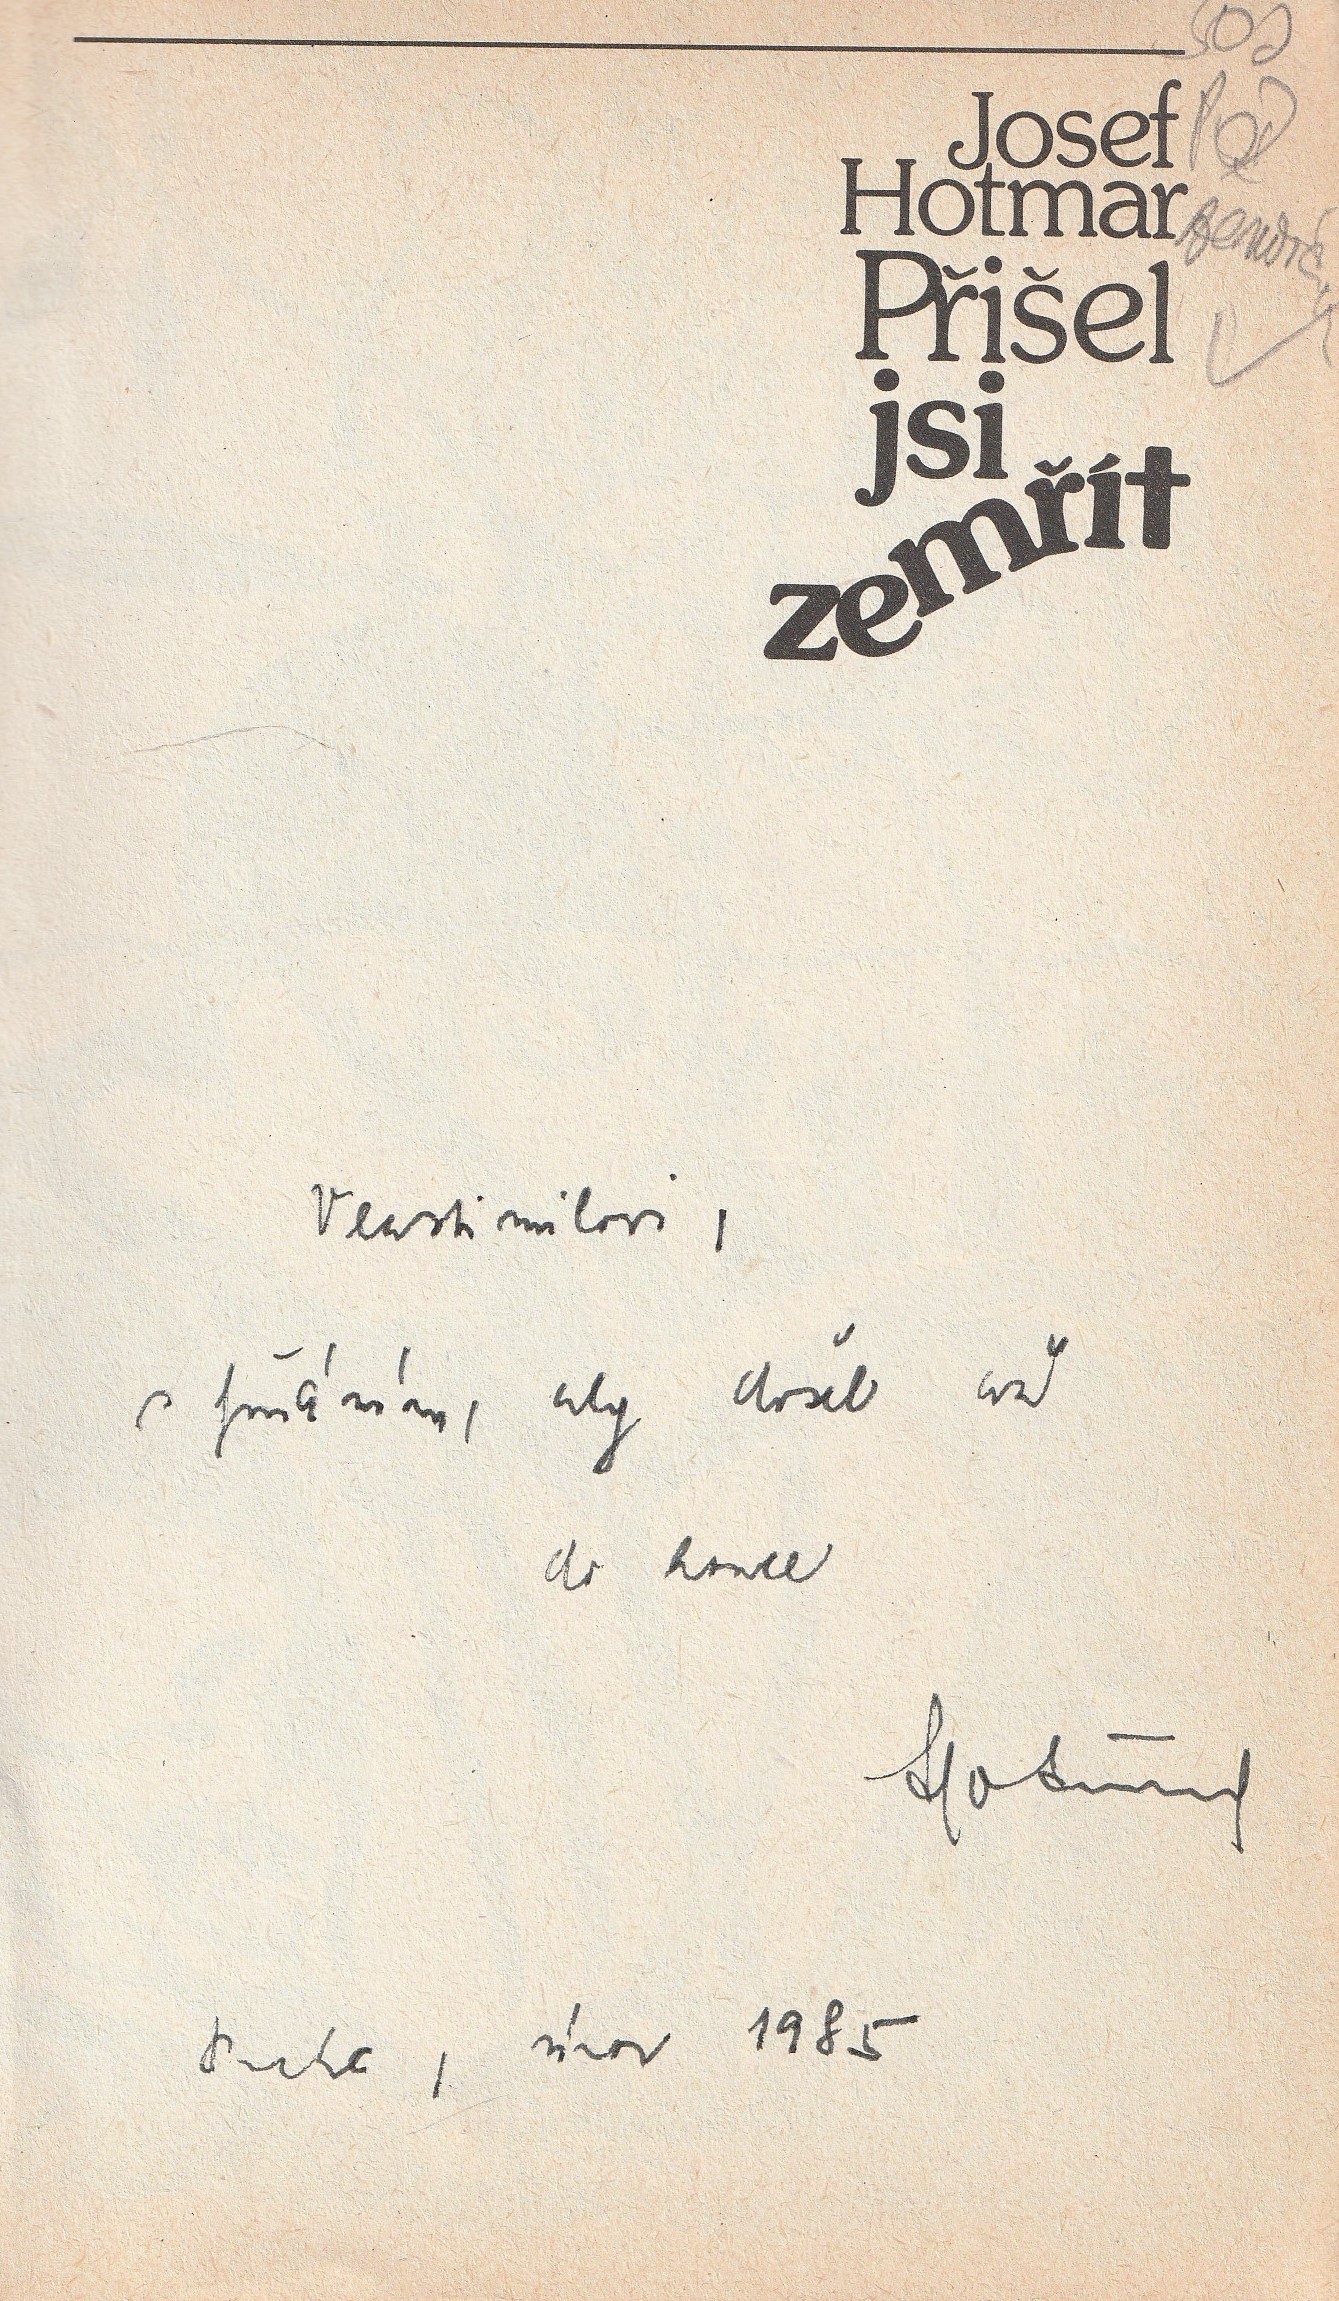 Josef
Hotmar
Přišel
jsi
zemřít
Vlastimilovi,
s přáním, aby došel až
do konce
Hotmar
Praha, únor 1985